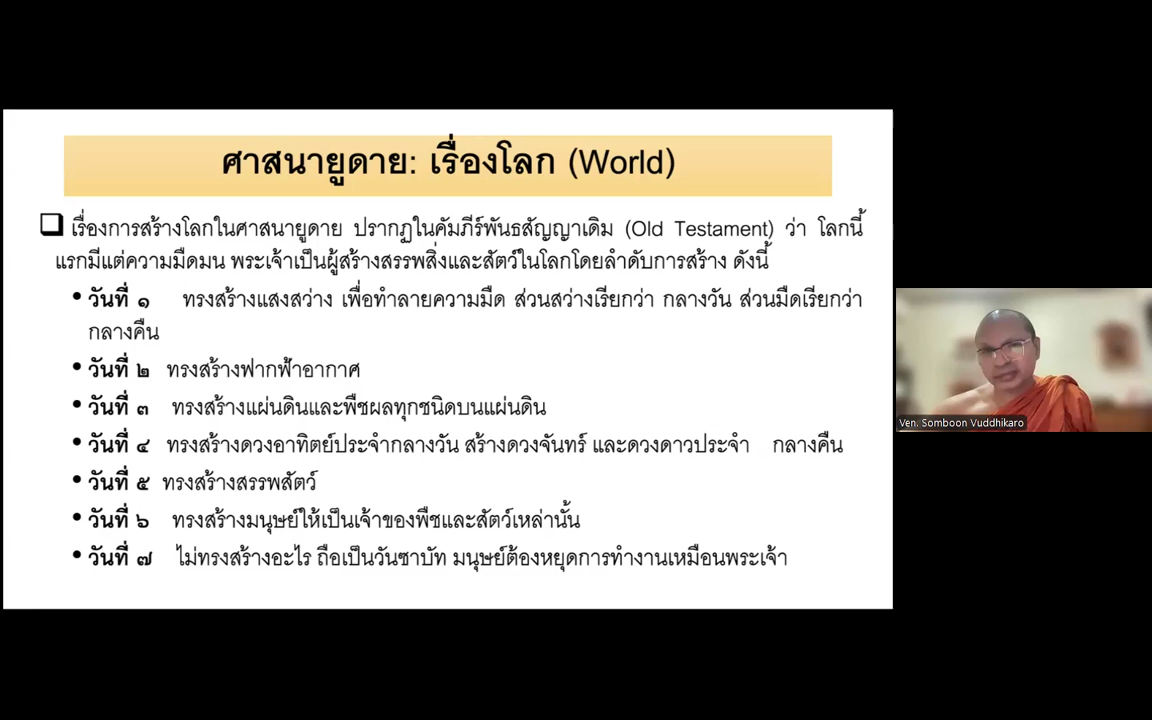 ศาสนายูดาย: เรื่องโลก (World)
❑ เรื่องการสร้างโลกในศาสนายูดาย ปรากฏในคัมภีร์พันธสัญญาเดิม (Old Testament) ว่า โลกนี้
แรกมีแต่ความมืดมน พระเจ้าเป็นผู้สร้างสรรพสิ่งและสัตว์ในโลกโดยลำดับการสร้าง ดังนี้
• วันที่ ๑ ทรงสร้างแสงสว่าง เพื่อทำลายความมืด ส่วนสว่างเรียกว่า กลางวัน ส่วนมืดเรียกว่า
กลางคืน
• วันที่ ๒ ทรงสร้างฟากฟ้าอากาศ
• วันที่ ๓ ทรงสร้างแผ่นดินและพืชผลทุกชนิดบนแผ่นดิน
• วันที่ ๔ ทรงสร้างดวงอาทิตย์ประจำกลางวัน สร้างดวงจันทร์ และดวงดาวประจำ กลางคืน
• วันที่ ๕ ทรงสร้างสรรพสัตว์
• วันที่ ๖ ทรงสร้างมนุษย์ให้เป็นเจ้าของพืชและสัตว์เหล่านั้น
• วันที่ ๗ ไม่ทรงสร้างอะไร ถือเป็นวันซาบัท มนุษย์ต้องหยุดการทำงานเหมือนพระเจ้า
Ven. Somboon Vuddhikaro